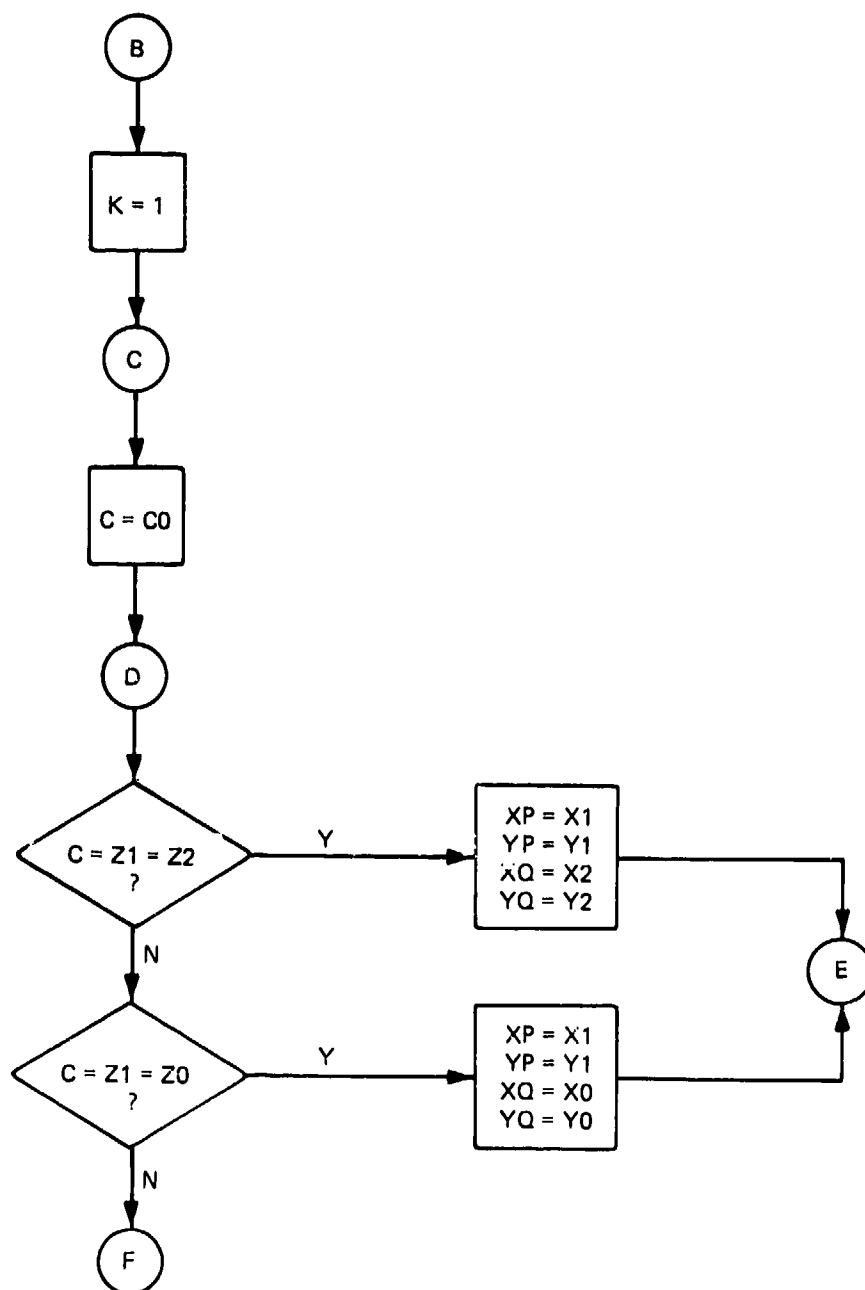 B
K = 1
C
C = C0
D
C = Z1 = Z2
?
Y
XP = X1
YP = Y1
XQ = X2
YQ = Y2
N
E
C = Z1 = Z0
?
Y
XP = X1
YP = Y1
XQ = X0
YQ = Y0
N
F